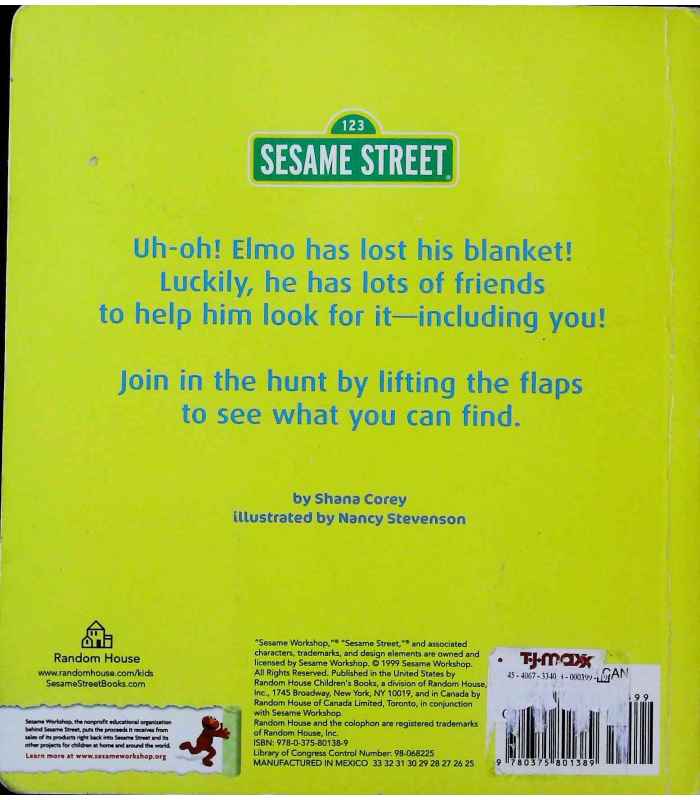 123
SESAME STREET
Uh-oh! Elmo has lost his blanket!
Luckily, he has lots of friends
to help him look for it—including you!
Join in the hunt by lifting the flaps
to see what you can find.
by Shana Corey
illustrated by Nancy Stevenson
Random House
www.randomhouse.com/kids
SesameStreetBooks.com
Sesame Workshop, the nonprofit educational organization
behind Sesame Street, puts the proceeds it receives from
sales of its products right back into Sesame Street and its
other projects for children at home and around the world.
Learn more at www.sesameworkshop.org
"Sesame Workshop,"® "Sesame Street,"® and associated
characters, trademarks, and design elements are owned and
licensed by Sesame Workshop. © 1999 Sesame Workshop.
All Rights Reserved. Published in the United States by
Random House Children's Books, a division of Random House,
Inc., 1745 Broadway, New York, NY 10019, and in Canada by
Random House of Canada Limited, Toronto, in conjunction
with Sesame Workshop.
Random House and the colophon are registered trademarks
of Random House, Inc.
ISBN: 978-0-375-80138-9
Library of Congress Control Number: 98-068225
MANUFACTURED IN MEXICO 33 32 31 30 29 28 27 26 25
T·J·maxx
CAN
99
9 780375 801389